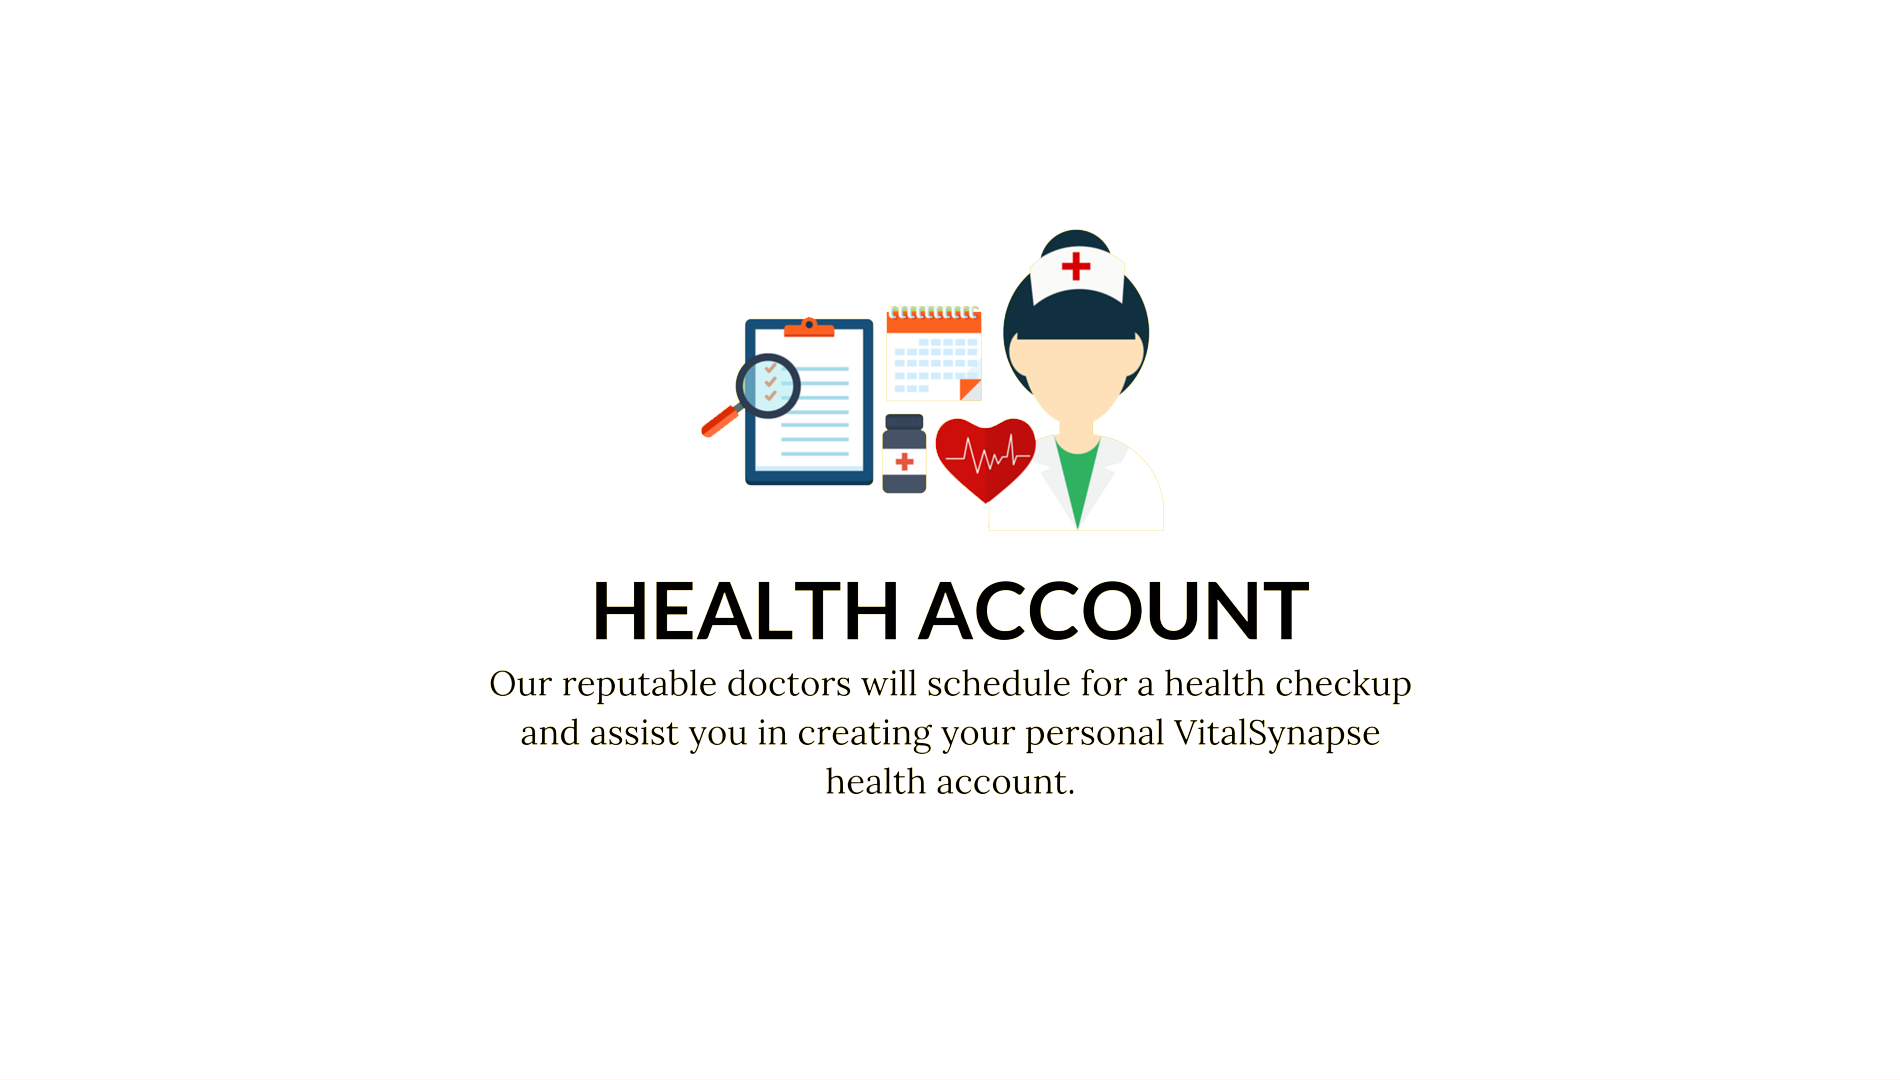 HEALTH ACCOUNT
Our reputable doctors will schedule for a health checkup
and assist you in creating your personal VitalSynapse
health account.